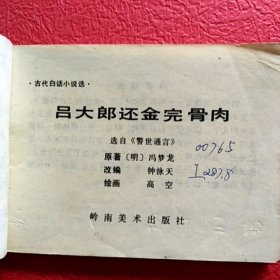 ·古代白话小说选·
吕大郎还金完骨肉
选自《警世通言》
原著〔明〕冯梦龙
改编 钟泳天
绘画 高空
岭南美术出版社
00765
I287.8